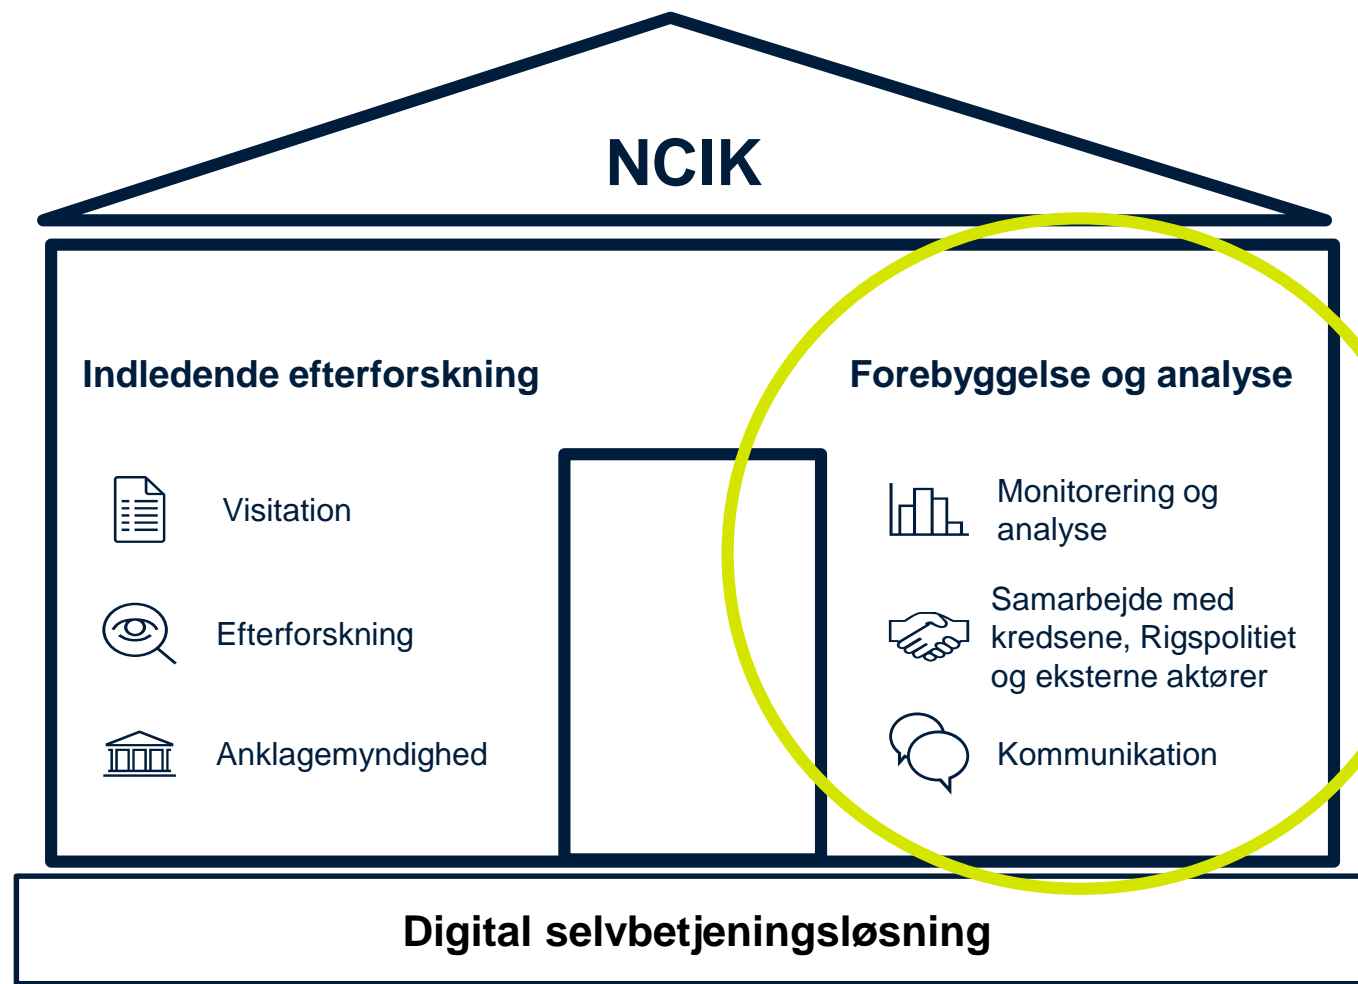 NCIK
Indledende efterforskning
Visitation
Efterforskning
Anklagemyndighed
Forebyggelse og analyse
Monitorering og
analyse
Samarbejde med
kredsene, Rigspolitiet
og eksterne aktører
Kommunikation
Digital selvbetjeningsløsning